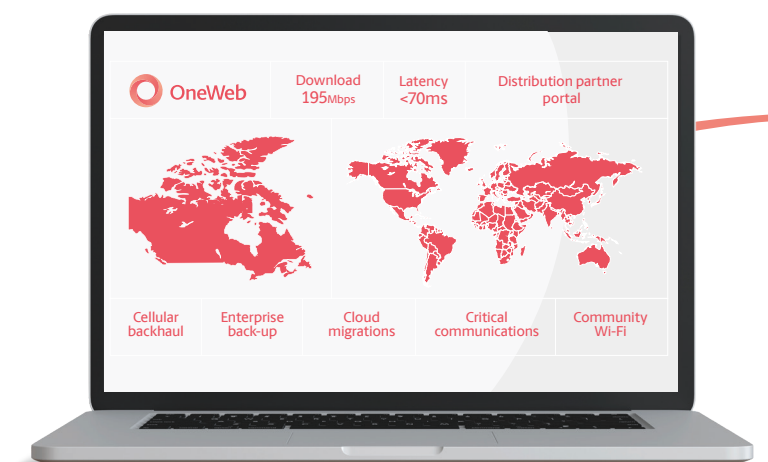 OneWeb
Download
195Mbps
Latency
<70ms
Distribution partner
portal
Cellular
backhaul
Enterprise
back-up
Cloud
migrations
Critical
communications
Community
Wi-Fi